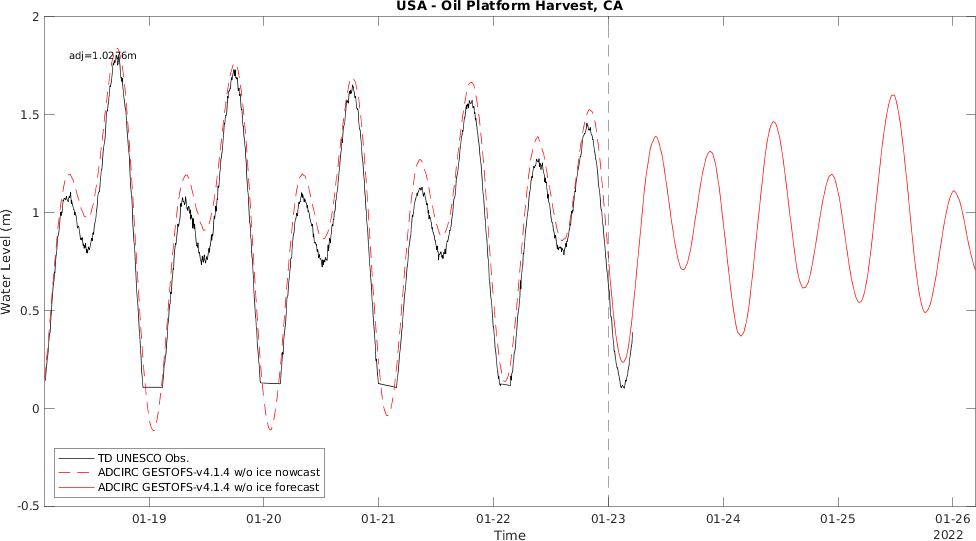 USA - Oil Platform Harvest, CA
adj=1.0276m
Water Level (m)
2
1.5
1
0.5
0
-0.5
TD UNESCO Obs.
ADCIRC GESTOFS-v4.1.4 w/o ice nowcast
ADCIRC GESTOFS-v4.1.4 w/o ice forecast
01-19 01-20 01-21 01-22 01-23 01-24 01-25 01-26
Time
2022